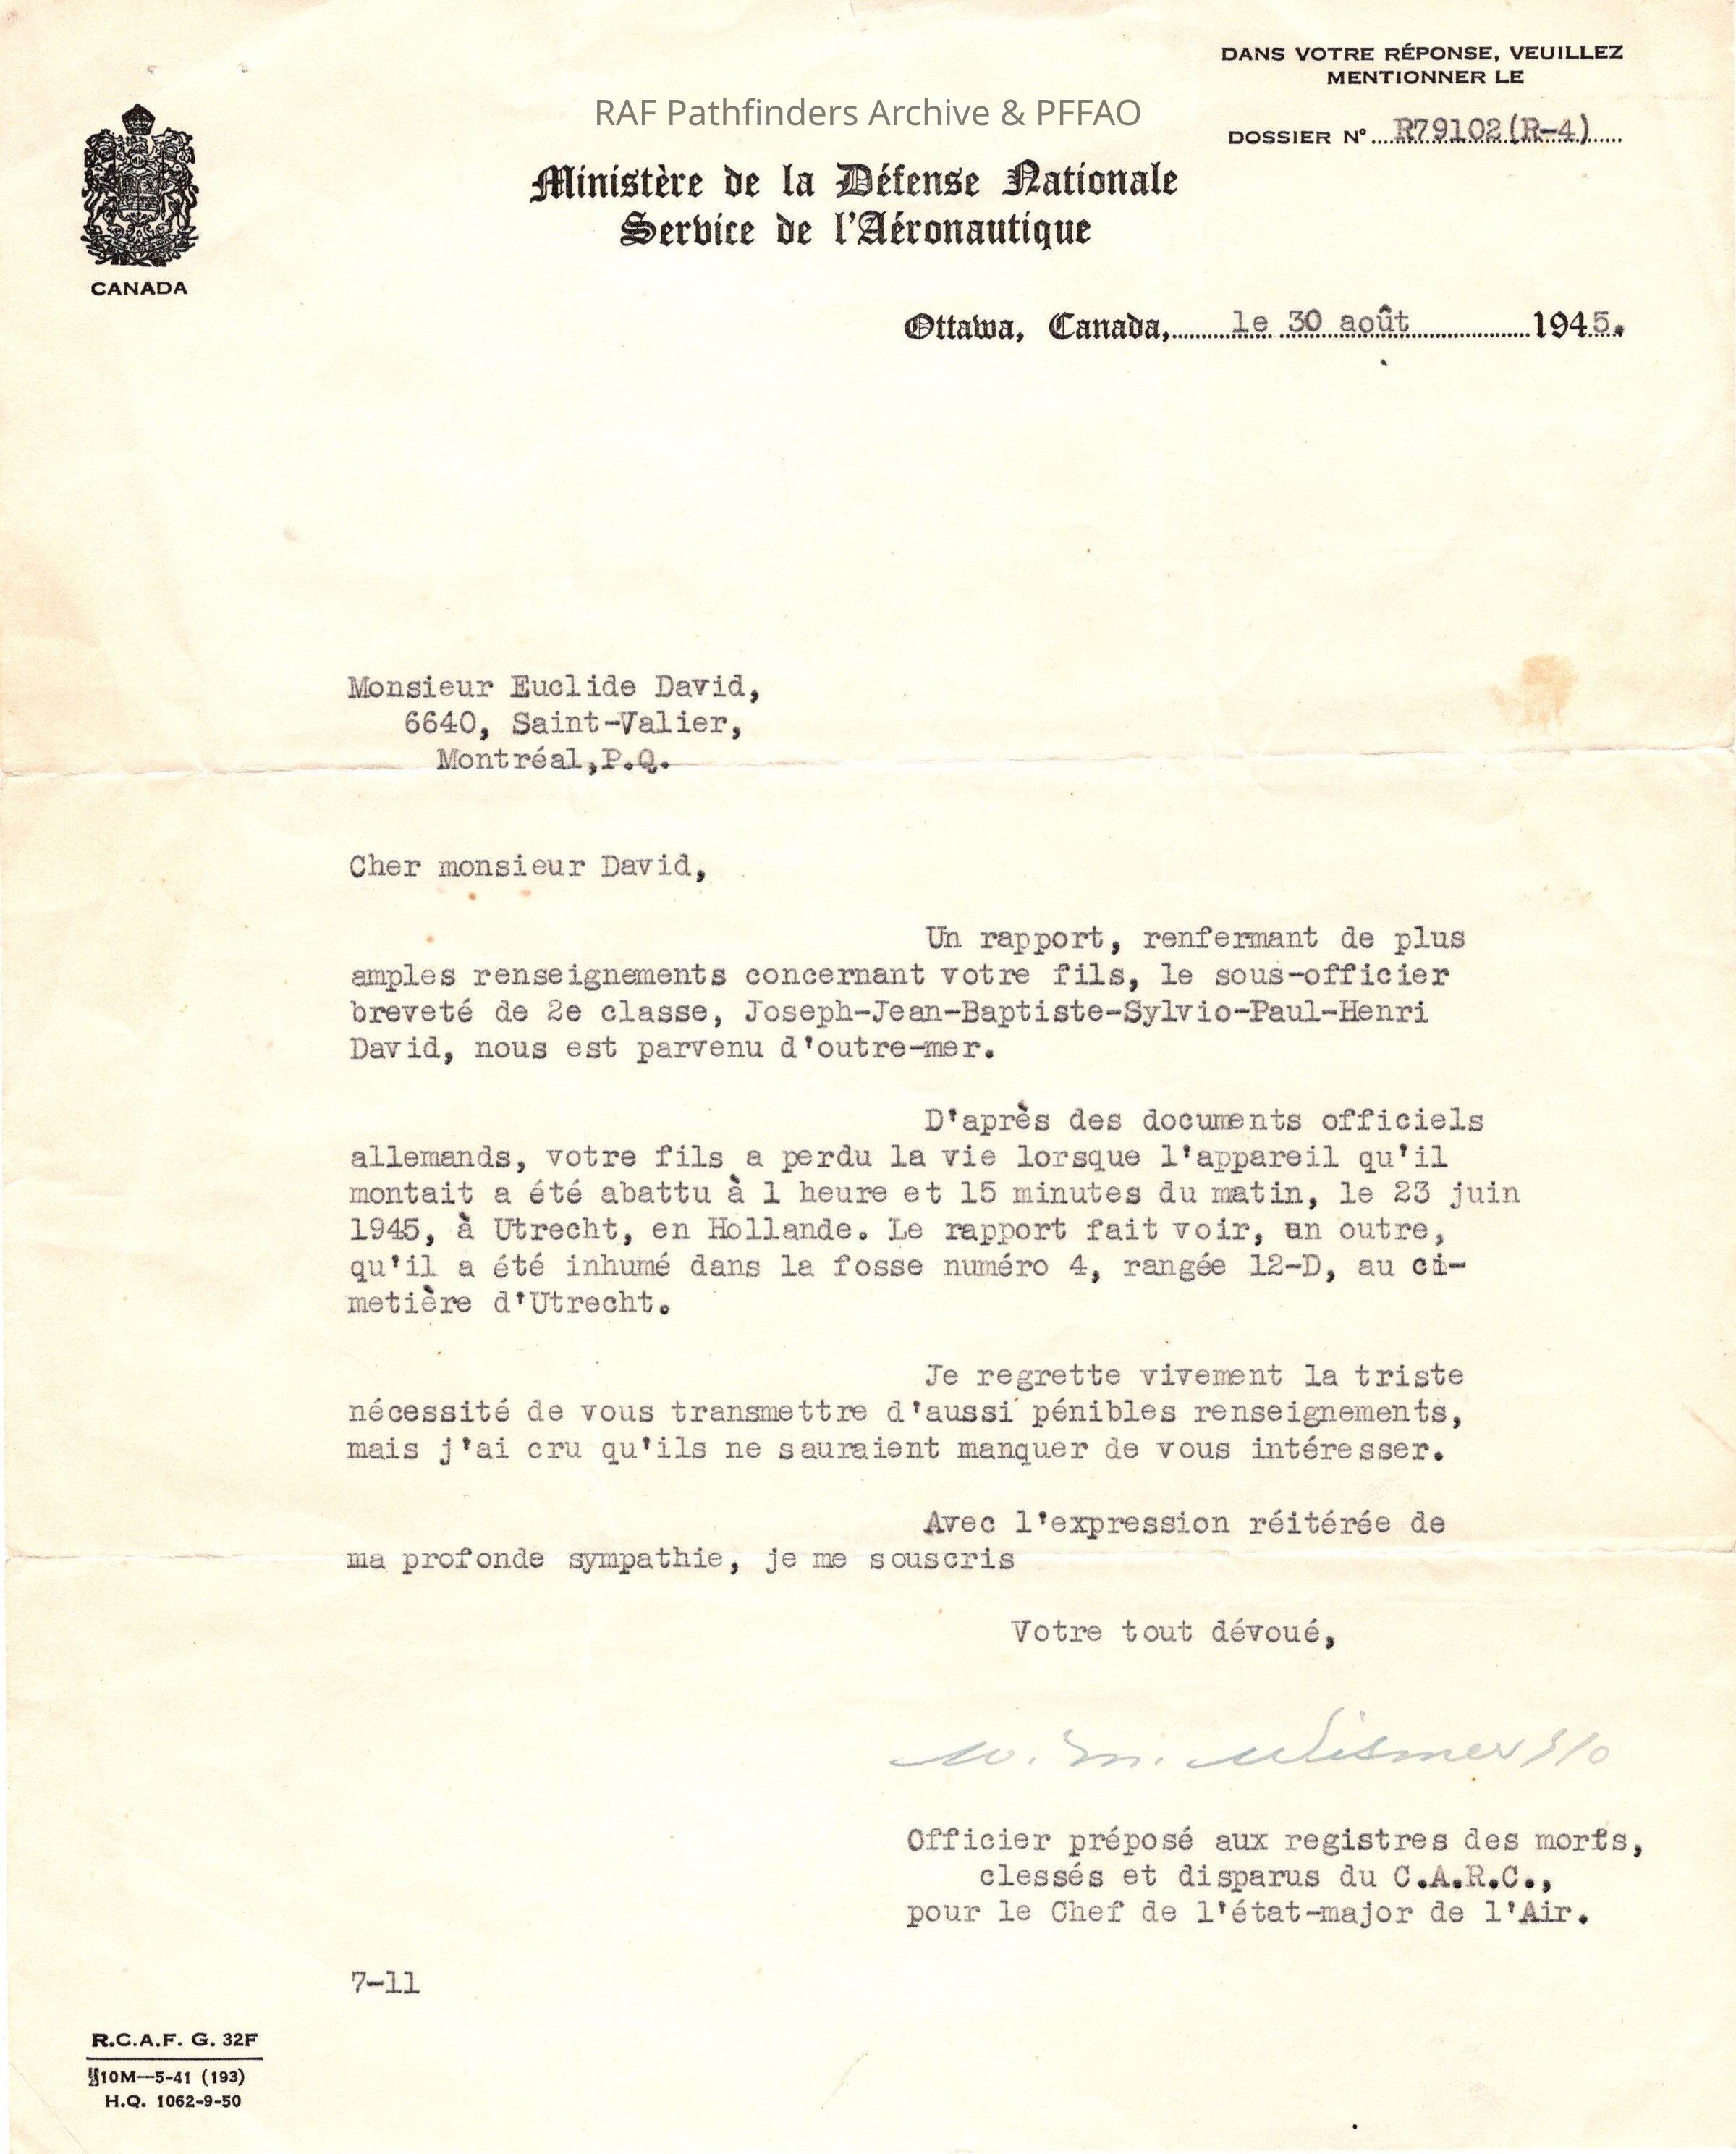 DANS VOTRE RÉPONSE, VEUILLEZ
MENTIONNER LE
RAF Pathfinders Archive & PFFAO
DOSSIER Nº R79102(R-4)
Ministère de la Défense Nationale
Service de l'Aéronautique
CANADA
Ottawa, Canada, le 30 août 1945.
Monsieur Euclide David,
6640, Saint-Valier,
Montréal,P.Q.
Cher monsieur David,
Un rapport, renfermant de plus
amples renseignements concernant votre fils, le sous-officier
breveté de 2e classe, Joseph-Jean-Baptiste-Sylvio-Paul-Henri
David, nous est parvenu d'outre-mer.
D'après des documents officiels
allemands, votre fils a perdu la vie lorsque l'appareil qu'il
montait a été abattu à 1 heure et 15 minutes du matin, le 23 juin
1945, à Utrecht, en Hollande. Le rapport fait voir, en outre,
qu'il a été inhumé dans la fosse numéro 4, rangée 12-D, au ci-
metière d'Utrecht.
Je regrette vivement la triste
nécessité de vous transmettre d'aussi pénibles renseignements,
mais j'ai cru qu'ils ne sauraient manquer de vous intéresser.
Avec l'expression réitérée de
ma profonde sympathie, je me souscris
Votre tout dévoué,
W. M. Wismer S/O
Officier préposé aux registres des morts,
clessés et disparus du C.A.R.C.,
pour le Chef de l'état-major de l'Air.
7-11
R.C.A.F. G. 32F
10M—5-41 (193)
H.Q. 1062-9-50